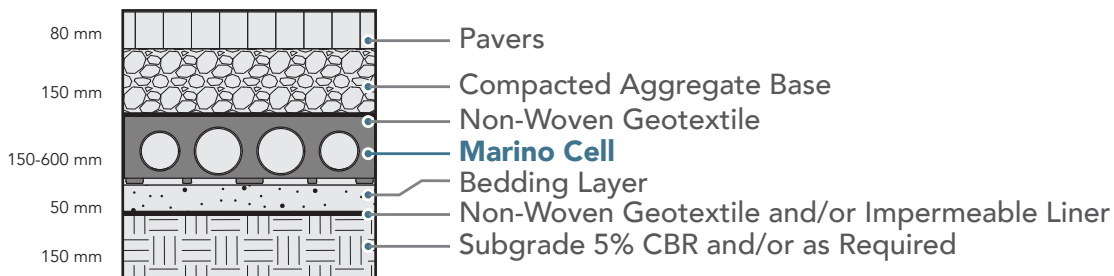 80 mm
Pavers
150 mm
Compacted Aggregate Base
Non-Woven Geotextile
150-600 mm
Marino Cell
Bedding Layer
50 mm
Non-Woven Geotextile and/or Impermeable Liner
150 mm
Subgrade 5% CBR and/or as Required